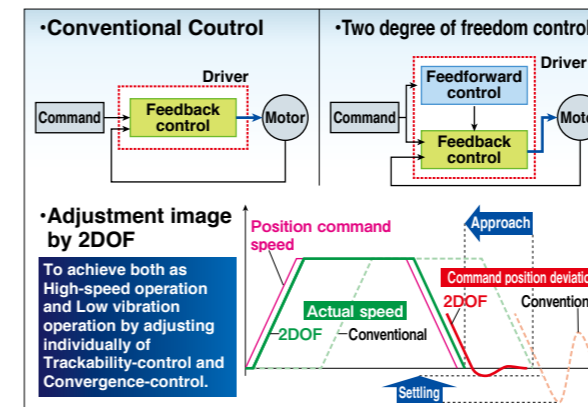 •Conventional Coutrol
Driver
Command
Feedback
control
Motor
•Two degree of freedom control
Driver
Feedforward
control
Command
Feedback
control
•Adjustment image
by 2DOF
To achieve both as
High-speed operation
and Low vibration
operation by adjusting
individually of
Trackability-control and
Convergence-control.
Position command
speed
Approach
Command position
Actual speed
2DOF
Conventional
2DOF
Settling